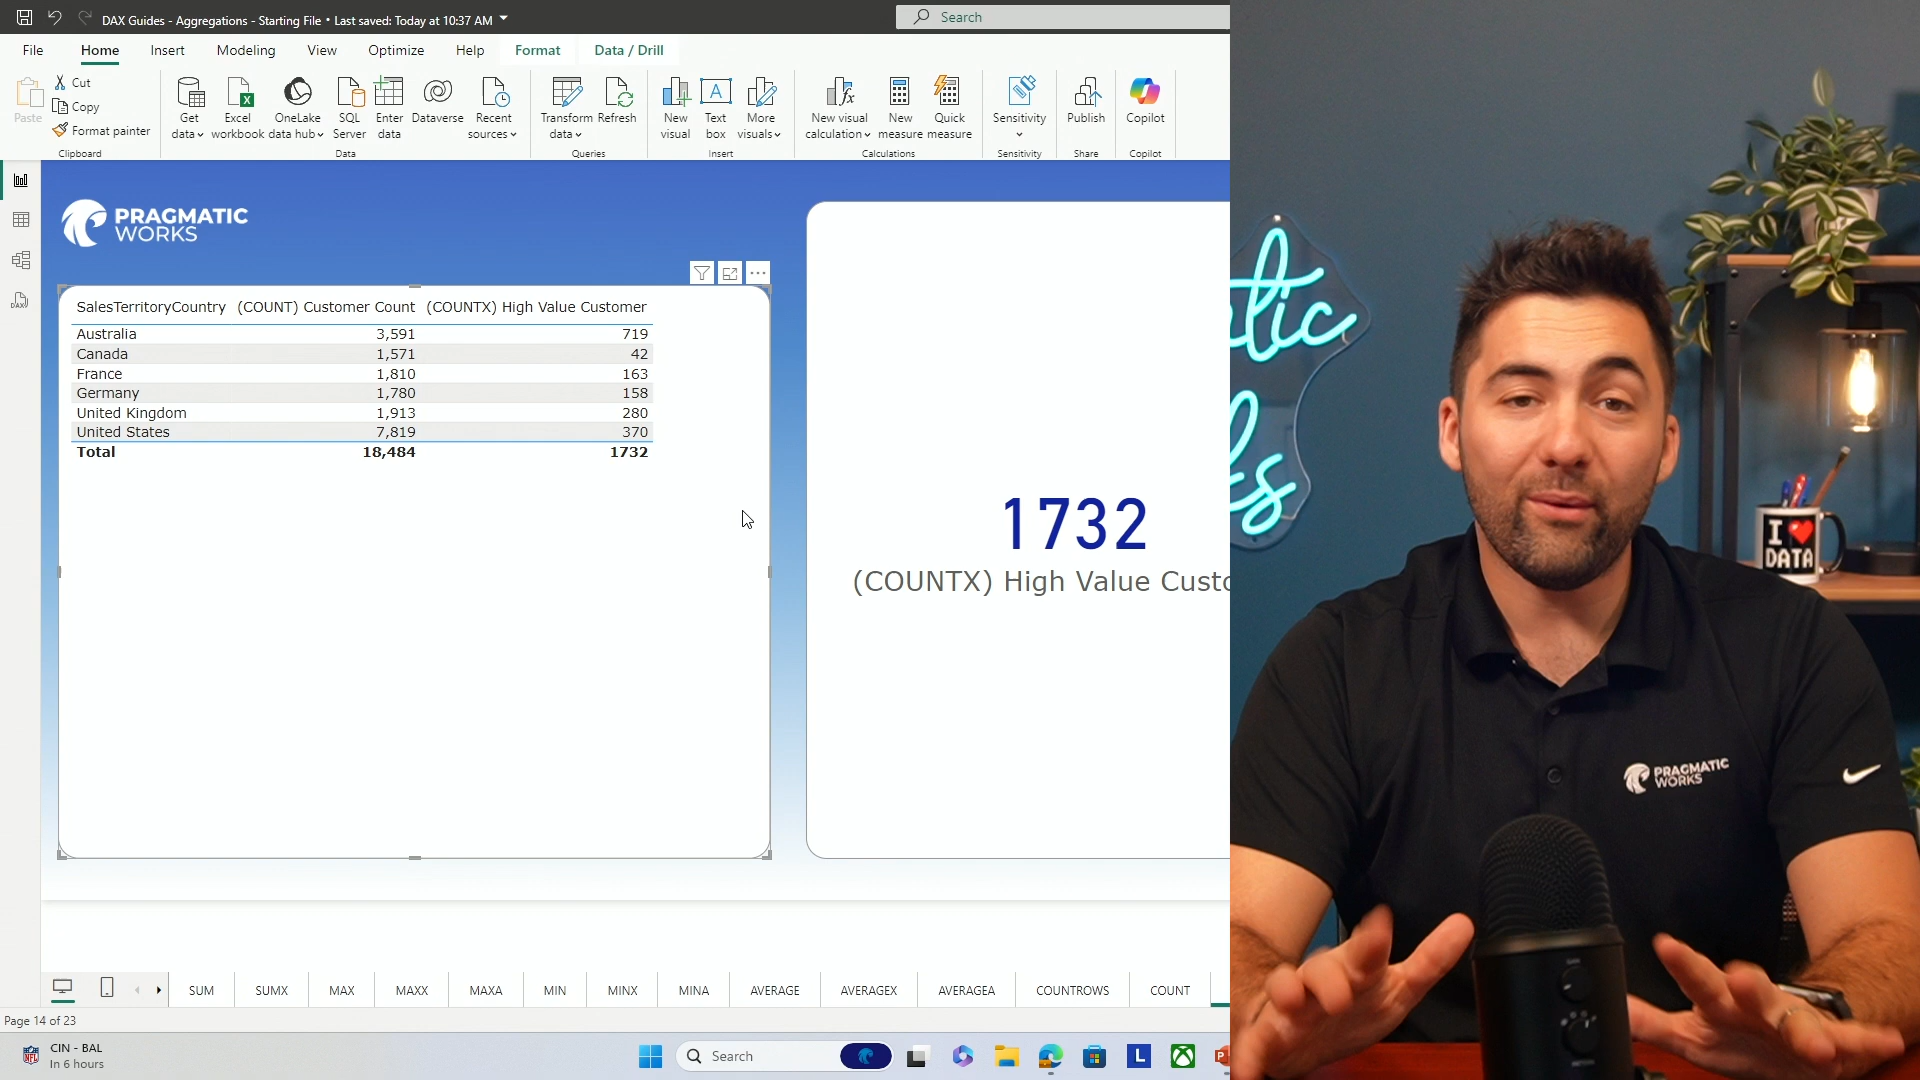 DAX Guides - Aggregations - Starting File • Last saved: Today at 10:37 AM
Search
File Home Insert Modeling View Optimize Help Format Data / Drill
Paste
Cut
Copy
Format painter
Clipboard
Get data
Excel workbook
OneLake data hub
SQL Server
Enter data
Dataverse
Recent sources
Data
Transform data
Refresh
Queries
New visual
Text box
More visuals
Insert
New visual calculation
New measure
Quick measure
Calculations
Sensitivity
Sensitivity
Publish
Share
Copilot
Copilot
PRAGMATIC
WORKS
SalesTerritoryCountry (COUNT) Customer Count (COUNTX) High Value Customer
Australia 3,591 719
Canada 1,571 42
France 1,810 163
Germany 1,780 158
United Kingdom 1,913 280
United States 7,819 370
Total 18,484 1732
1732
(COUNTX) High Value Custo
SUM SUMX MAX MAXX MAXA MIN MINX MINA AVERAGE AVERAGEX AVERAGEA COUNTROWS COUNT
Page 14 of 23
CIN - BAL
In 6 hours
Search
I
DATA
PRAGMATIC
WORKS